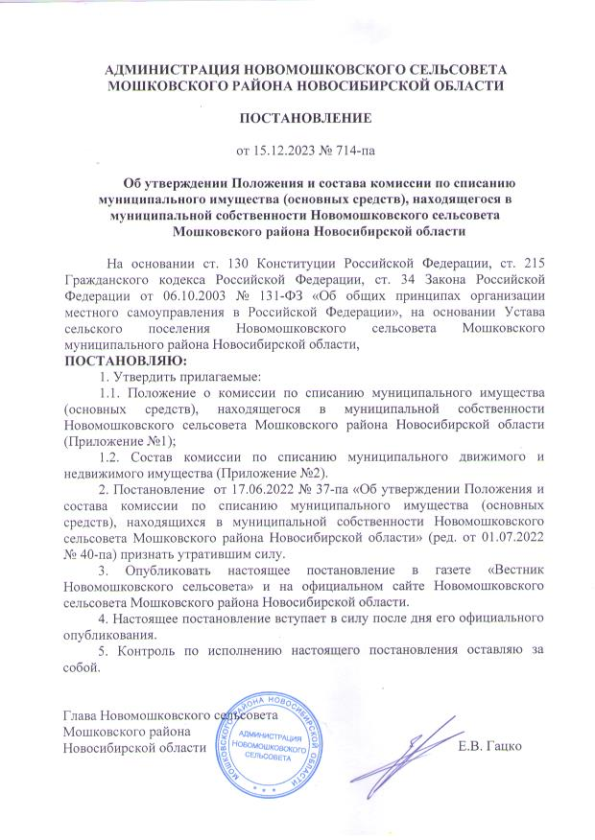 АДМИНИСТРАЦИЯ НОВОМОШКОВСКОГО СЕЛЬСОВЕТА
МОШКОВСКОГО РАЙОНА НОВОСИБИРСКОЙ ОБЛАСТИ
ПОСТАНОВЛЕНИЕ
от 15.12.2023 № 714-па
Об утверждении Положения и состава комиссии по списанию
муниципального имущества (основных средств), находящегося в
муниципальной собственности Новомошковского сельсовета
Мошковского района Новосибирской области
На основании ст. 130 Конституции Российской Федерации, ст. 215
Гражданского кодекса Российской Федерации, ст. 34 Закона Российской
Федерации от 06.10.2003 № 131-ФЗ «Об общих принципах организации
местного самоуправления в Российской Федерации», на основании Устава
сельского поселения Новомошковского сельсовета Мошковского
муниципального района Новосибирской области,
ПОСТАНОВЛЯЮ:
1. Утвердить прилагаемые:
1.1. Положение о комиссии по списанию муниципального имущества
(основных средств), находящегося в муниципальной собственности
Новомошковского сельсовета Мошковского района Новосибирской области
(Приложение №1);
1.2. Состав комиссии по списанию муниципального движимого и
недвижимого имущества (Приложение №2).
2. Постановление от 17.06.2022 № 37-па «Об утверждении Положения и
состава комиссии по списанию муниципального имущества (основных
средств), находящихся в муниципальной собственности Новомошковского
сельсовета Мошковского района Новосибирской области» (ред. от 01.07.2022
№ 40-па) признать утратившим силу.
3. Опубликовать настоящее постановление в газете «Вестник
Новомошковского сельсовета» и на официальном сайте Новомошковского
сельсовета Мошковского района Новосибирской области.
4. Настоящее постановление вступает в силу после дня его официального
опубликования.
5. Контроль по исполнению настоящего постановления оставляю за
собой.
Глава Новомошковского сельсовета
Мошковского района
Новосибирской области
Е.В. Гацко
МОШКОВСКОГО РАЙОНА НОВОСИБИРСКОЙ ОБЛАСТИ
АДМИНИСТРАЦИЯ
НОВОМОШКОВСКОГО
СЕЛЬСОВЕТА